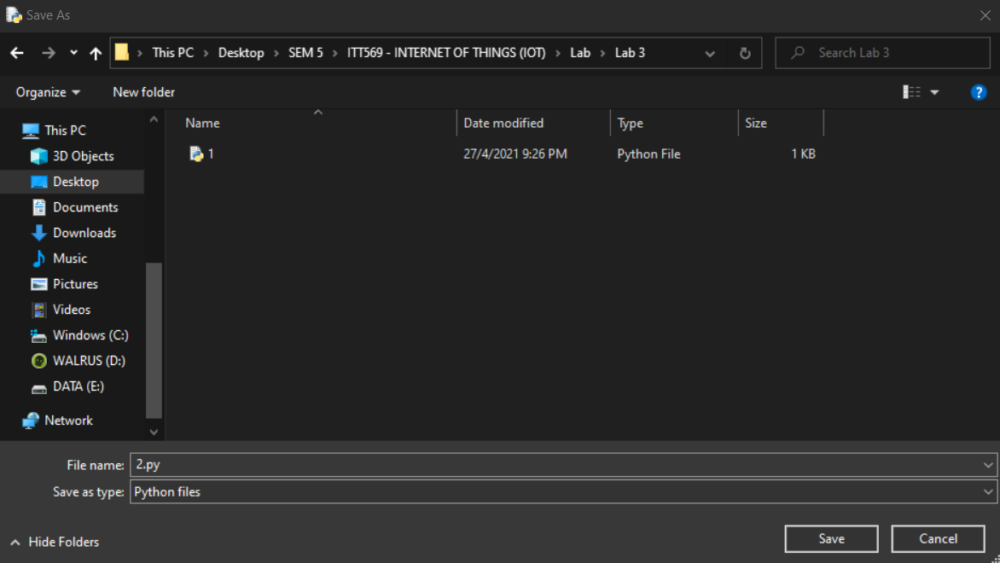 Save As
This PC > Desktop > SEM 5 > ITT569 - INTERNET OF THINGS (IOT) > Lab > Lab 3
Search Lab 3
Organize
New folder
?
Name
Date modified
Type
Size
1
27/4/2021 9:26 PM
Python File
1 KB
This PC
3D Objects
Desktop
Documents
Downloads
Music
Pictures
Videos
Windows (C:)
WALRUS (D:)
DATA (E:)
Network
File name: 2.py
Save as type: Python files
Hide Folders
Save
Cancel